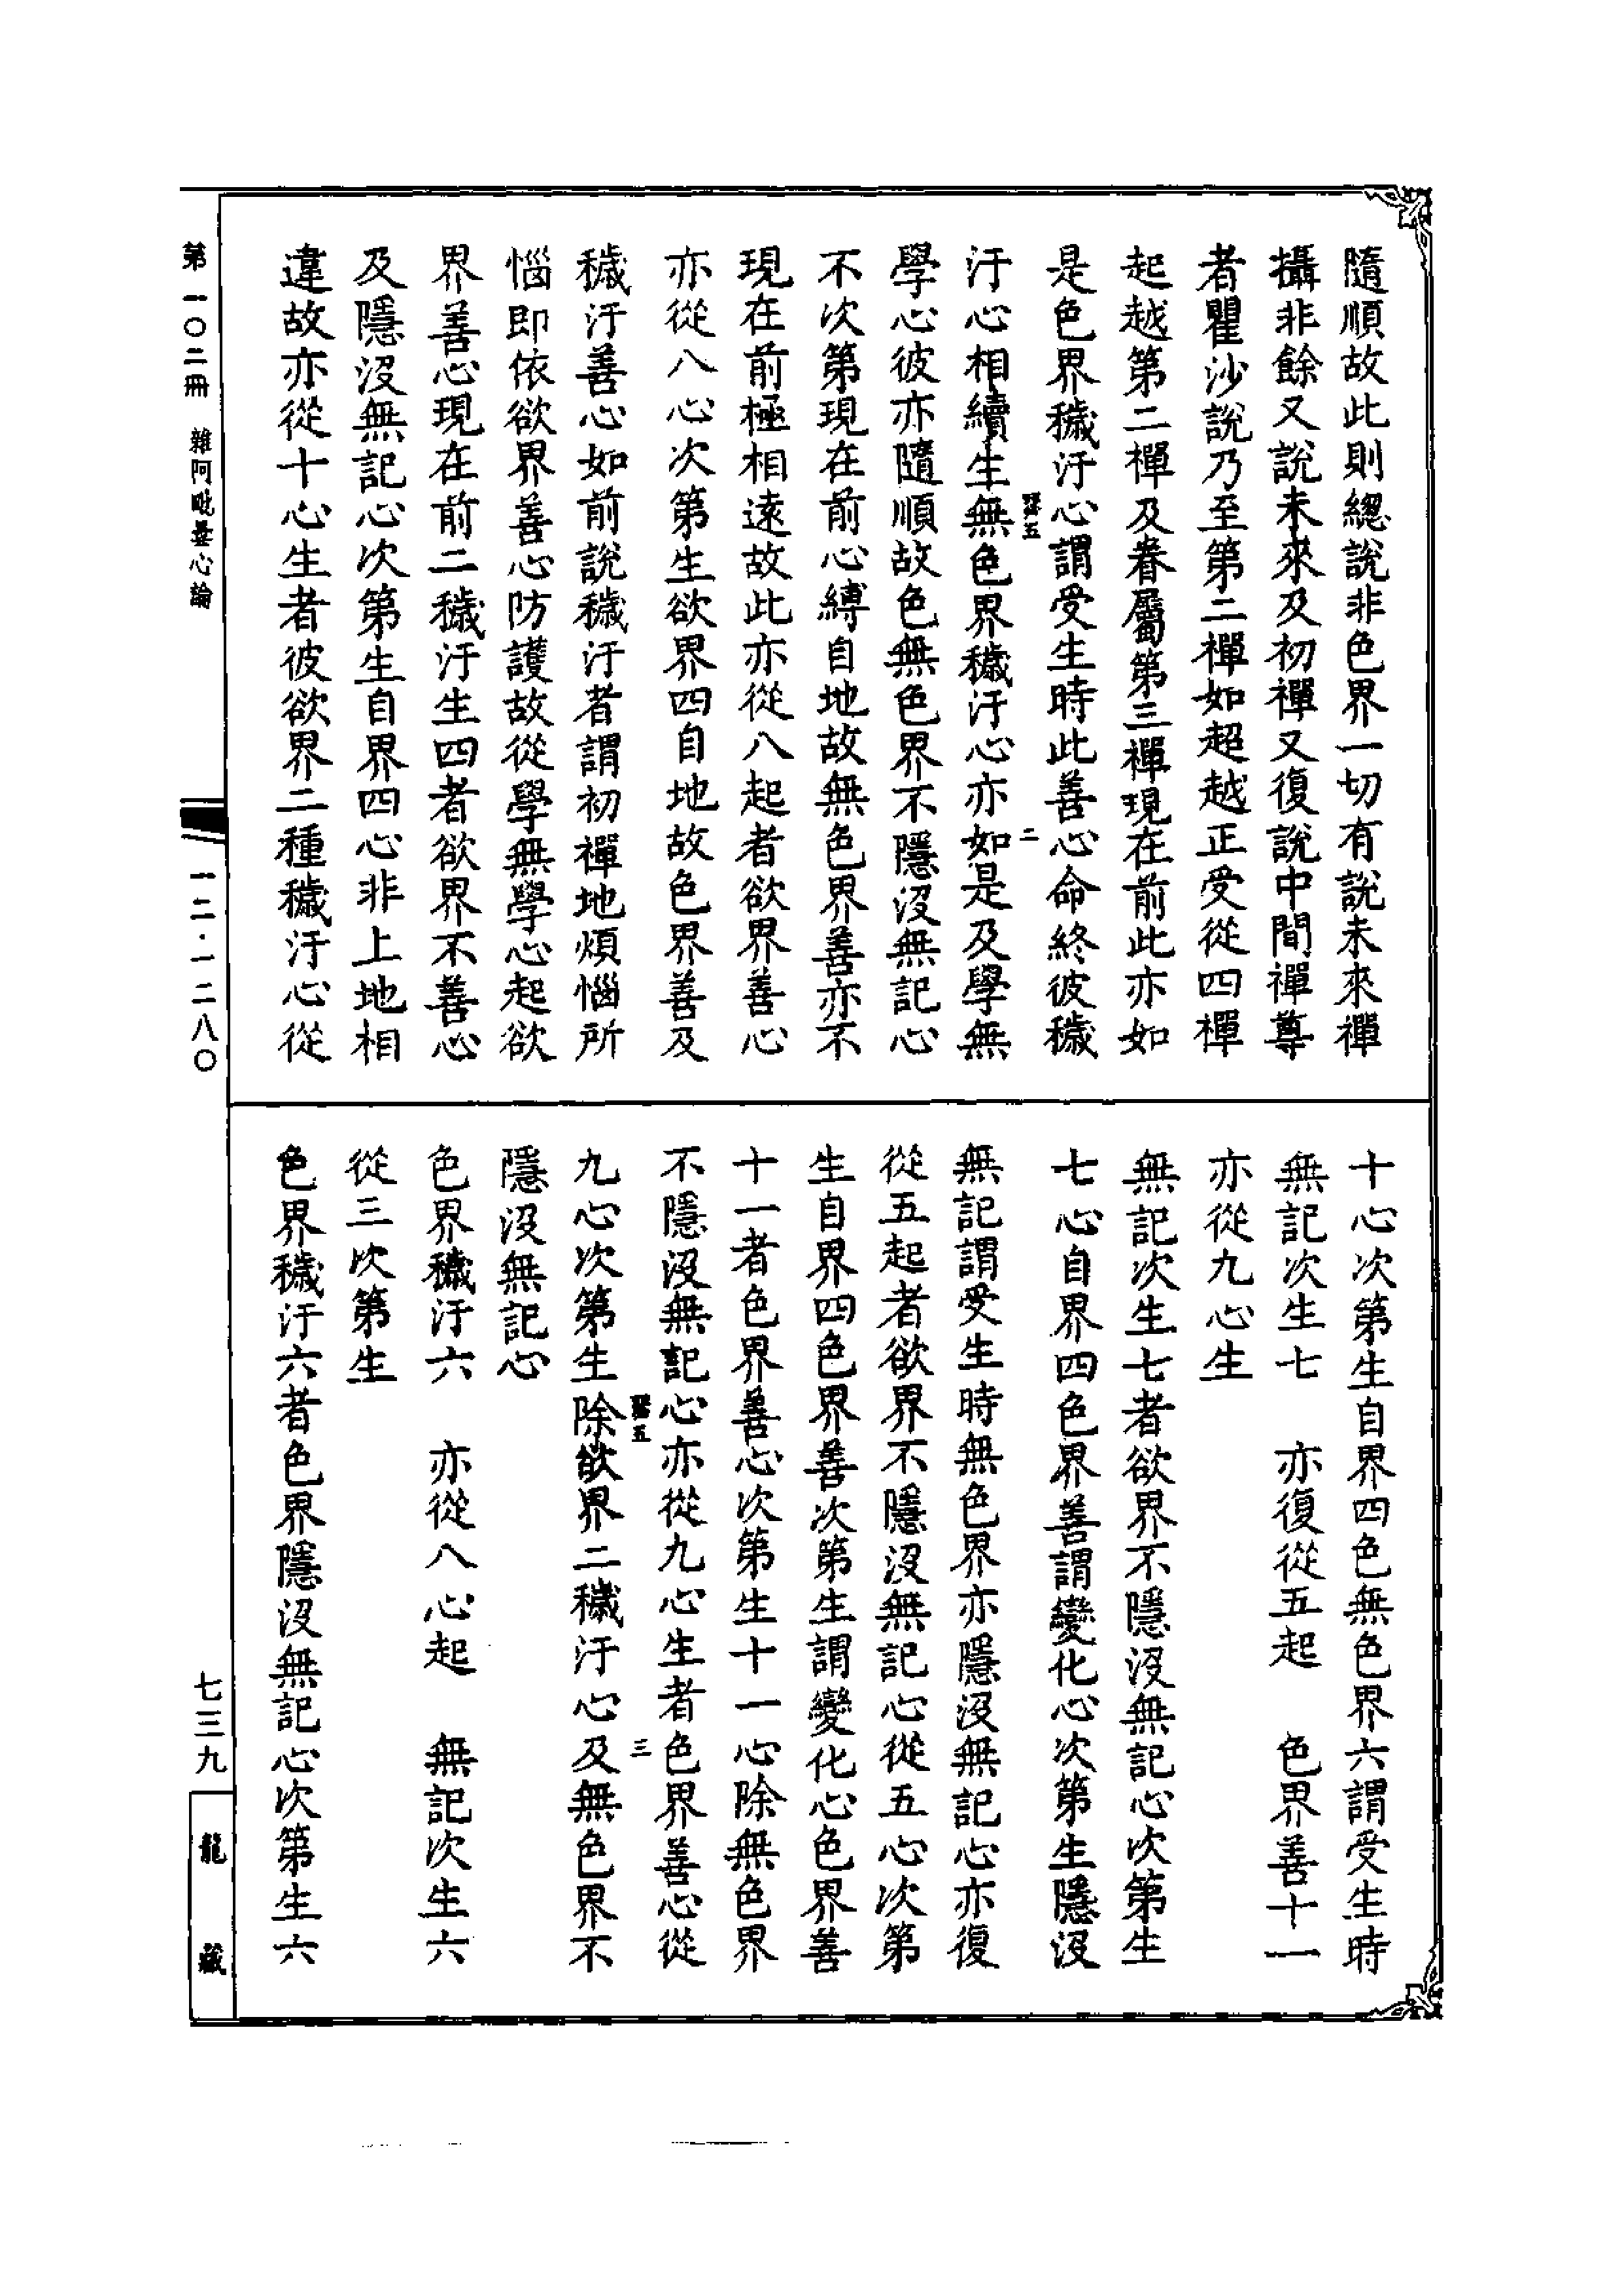 隨順故此則總說非色界一切有說未來禪
攝非餘又說未來及初禪又復說中間禪尊
者瞿沙說乃至第二禪如超越正受從四禪
起越第二禪及眷屬第三禪現在前此亦如
是色界穢汙心謂受生時此善心命終彼穢
汙心相續生無色界穢汙心亦如是及學無
學心彼亦隨順故色無色界不隱沒無記心
不次第現在前心縛自地故無色界善亦不
現在前極相遠故此亦從八起者欲界善心
亦從八心次第生欲界四自地故色界善及
穢汙善心如前說穢汙者謂初禪地煩惱所
惱即依欲界善心防護故從學無學心起欲
界善心現在前二穢汙生四者欲界不善心
及隱沒無記心次第生自界四心非上地相
違故亦從十心生者彼欲界二種穢汙心從
十心次第生自界四色無色界六謂受生時
無記次生七　亦復從五起　色界善十一
亦從九心生
無記次生七者欲界不隱沒無記心次第生
七心自界四色界善謂變化心次第生隱沒
無記謂受生時無色界亦隱沒無記心亦復
從五起者欲界不隱沒無記心從五心次第
生自界四色界善次第生謂變化心色界善
十一者色界善心次第生十一心除無色界
不隱沒無記心亦從九心生者色界善心從
九心次第生除欲界二穢汙心及無色界不
隱沒無記心
色界穢汙六　亦從八心起　無記次生六
從三次第生
色界穢汙六者色界隱沒無記心次第生六
二
三
第一〇二冊　雜阿毗曇心論
一二·一二八〇
七三九
龍藏